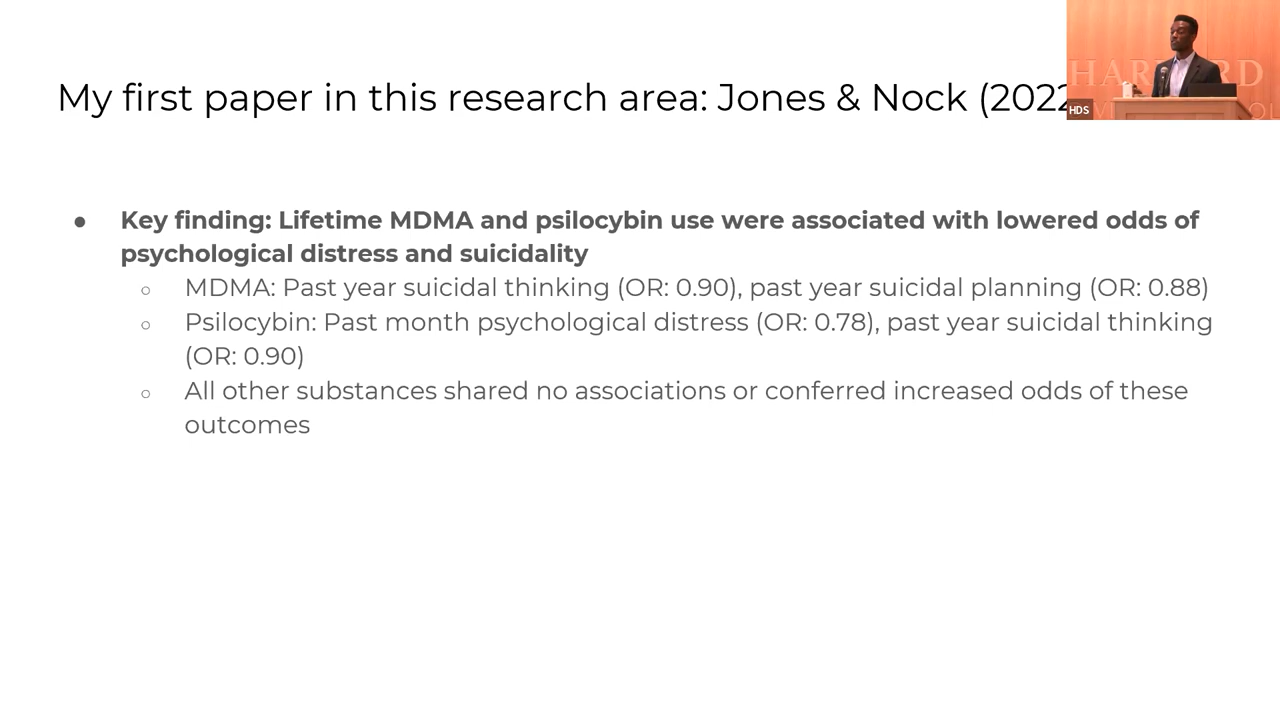 My first paper in this research area: Jones & Nock (2022
● Key finding: Lifetime MDMA and psilocybin use were associated with lowered odds of
psychological distress and suicidality
○ MDMA: Past year suicidal thinking (OR: 0.90), past year suicidal planning (OR: 0.88)
○ Psilocybin: Past month psychological distress (OR: 0.78), past year suicidal thinking
(OR: 0.90)
○ All other substances shared no associations or conferred increased odds of these
outcomes
HDS